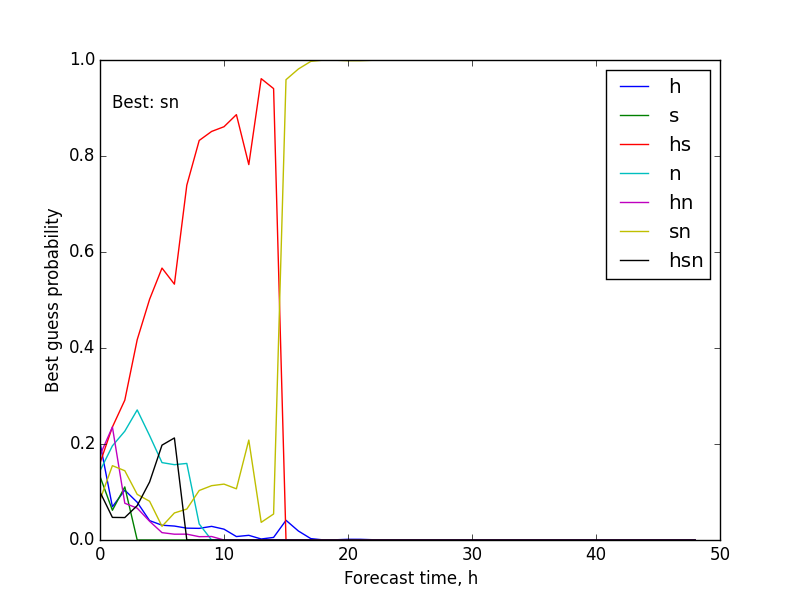 1.0
0.8
0.6
0.4
0.2
0.0
Best guess probability
Best: sn
h
s
hs
n
hn
sn
hsn
0 10 20 30 40 50
Forecast time, h